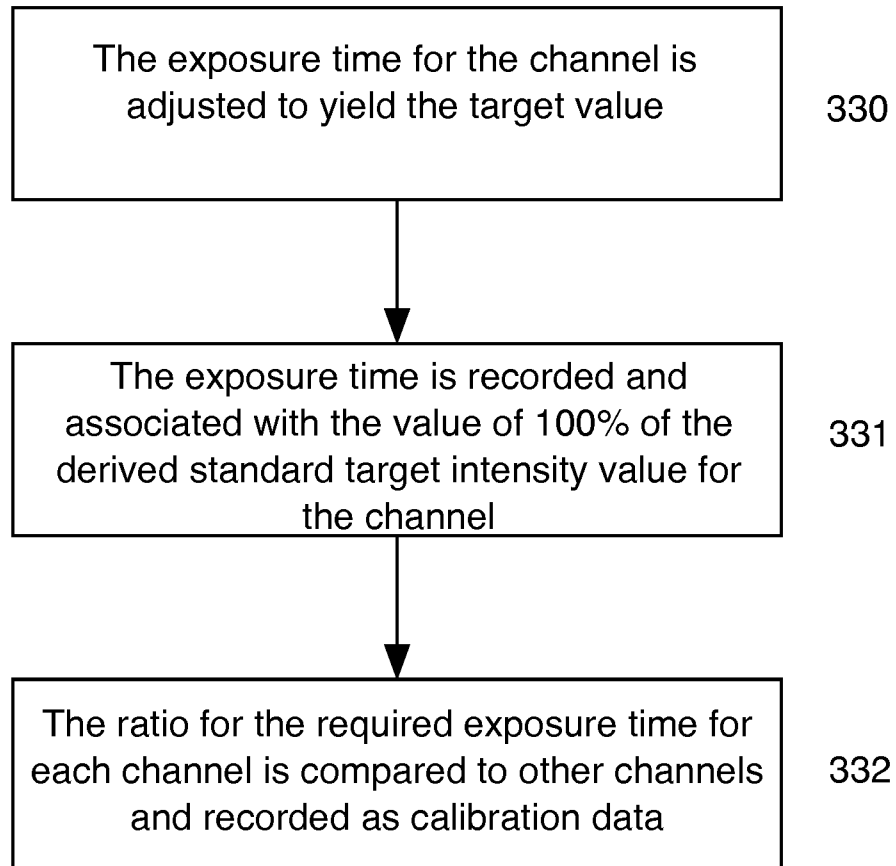 The exposure time for the channel is
adjusted to yield the target value
330
The exposure time is recorded and
associated with the value of 100% of the
derived standard target intensity value for
the channel
331
The ratio for the required exposure time for
each channel is compared to other channels
and recorded as calibration data
332